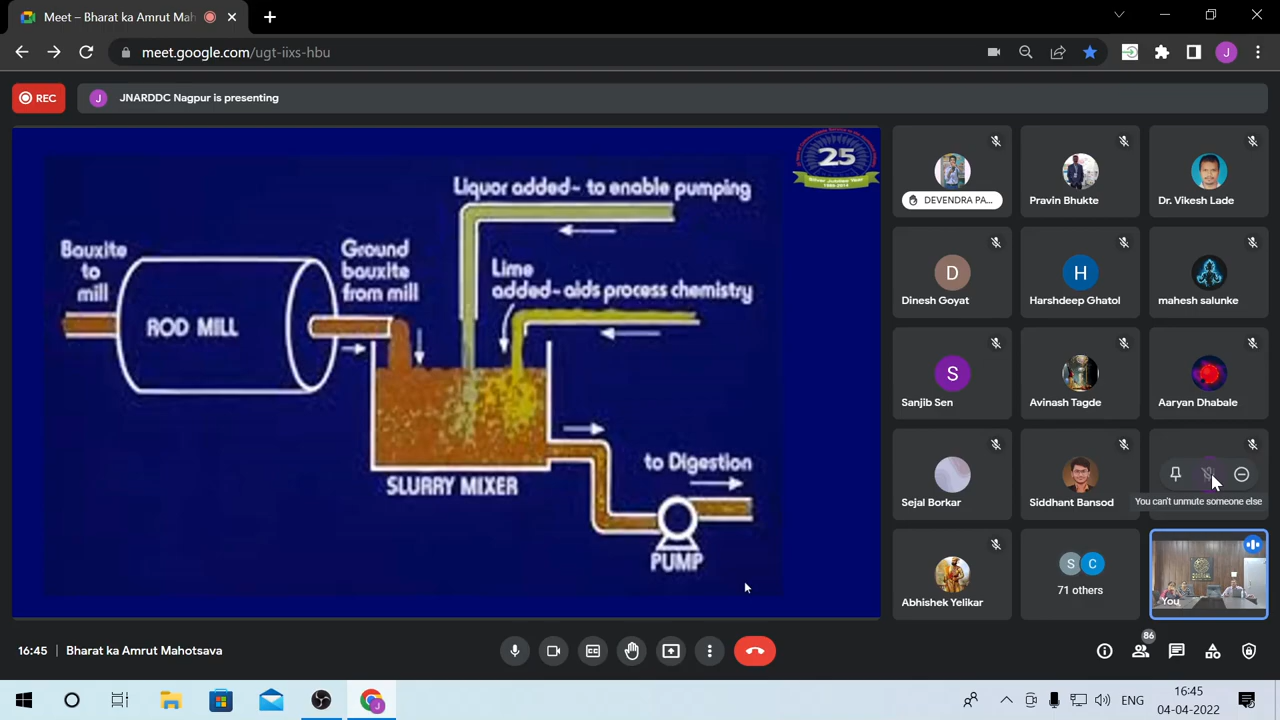 Meet – Bharat ka Amrut Mah
meet.google.com/ugt-iixs-hbu
J
REC
J
JNARDDC Nagpur is presenting
25
Liquor added- to enable pumping
Bauxite
to
mill
Ground
bauxite
from mill
Lime
added- aids process chemistry
ROD MILL
SLURRY MIXER
to Digestion
PUMP
DEVENDRA PA...
Pravin Bhukte
Dr. Vikesh Lade
D
Dinesh Goyat
H
Harshdeep Ghatol
mahesh salunke
S
Sanjib Sen
Avinash Tagde
Aaryan Dhabale
Sejal Borkar
Siddhant Bansod
You can't unmute someone else
Abhishek Yelikar
S C
71 others
You
16:45
Bharat ka Amrut Mahotsava
86
ENG
16:45
04-04-2022